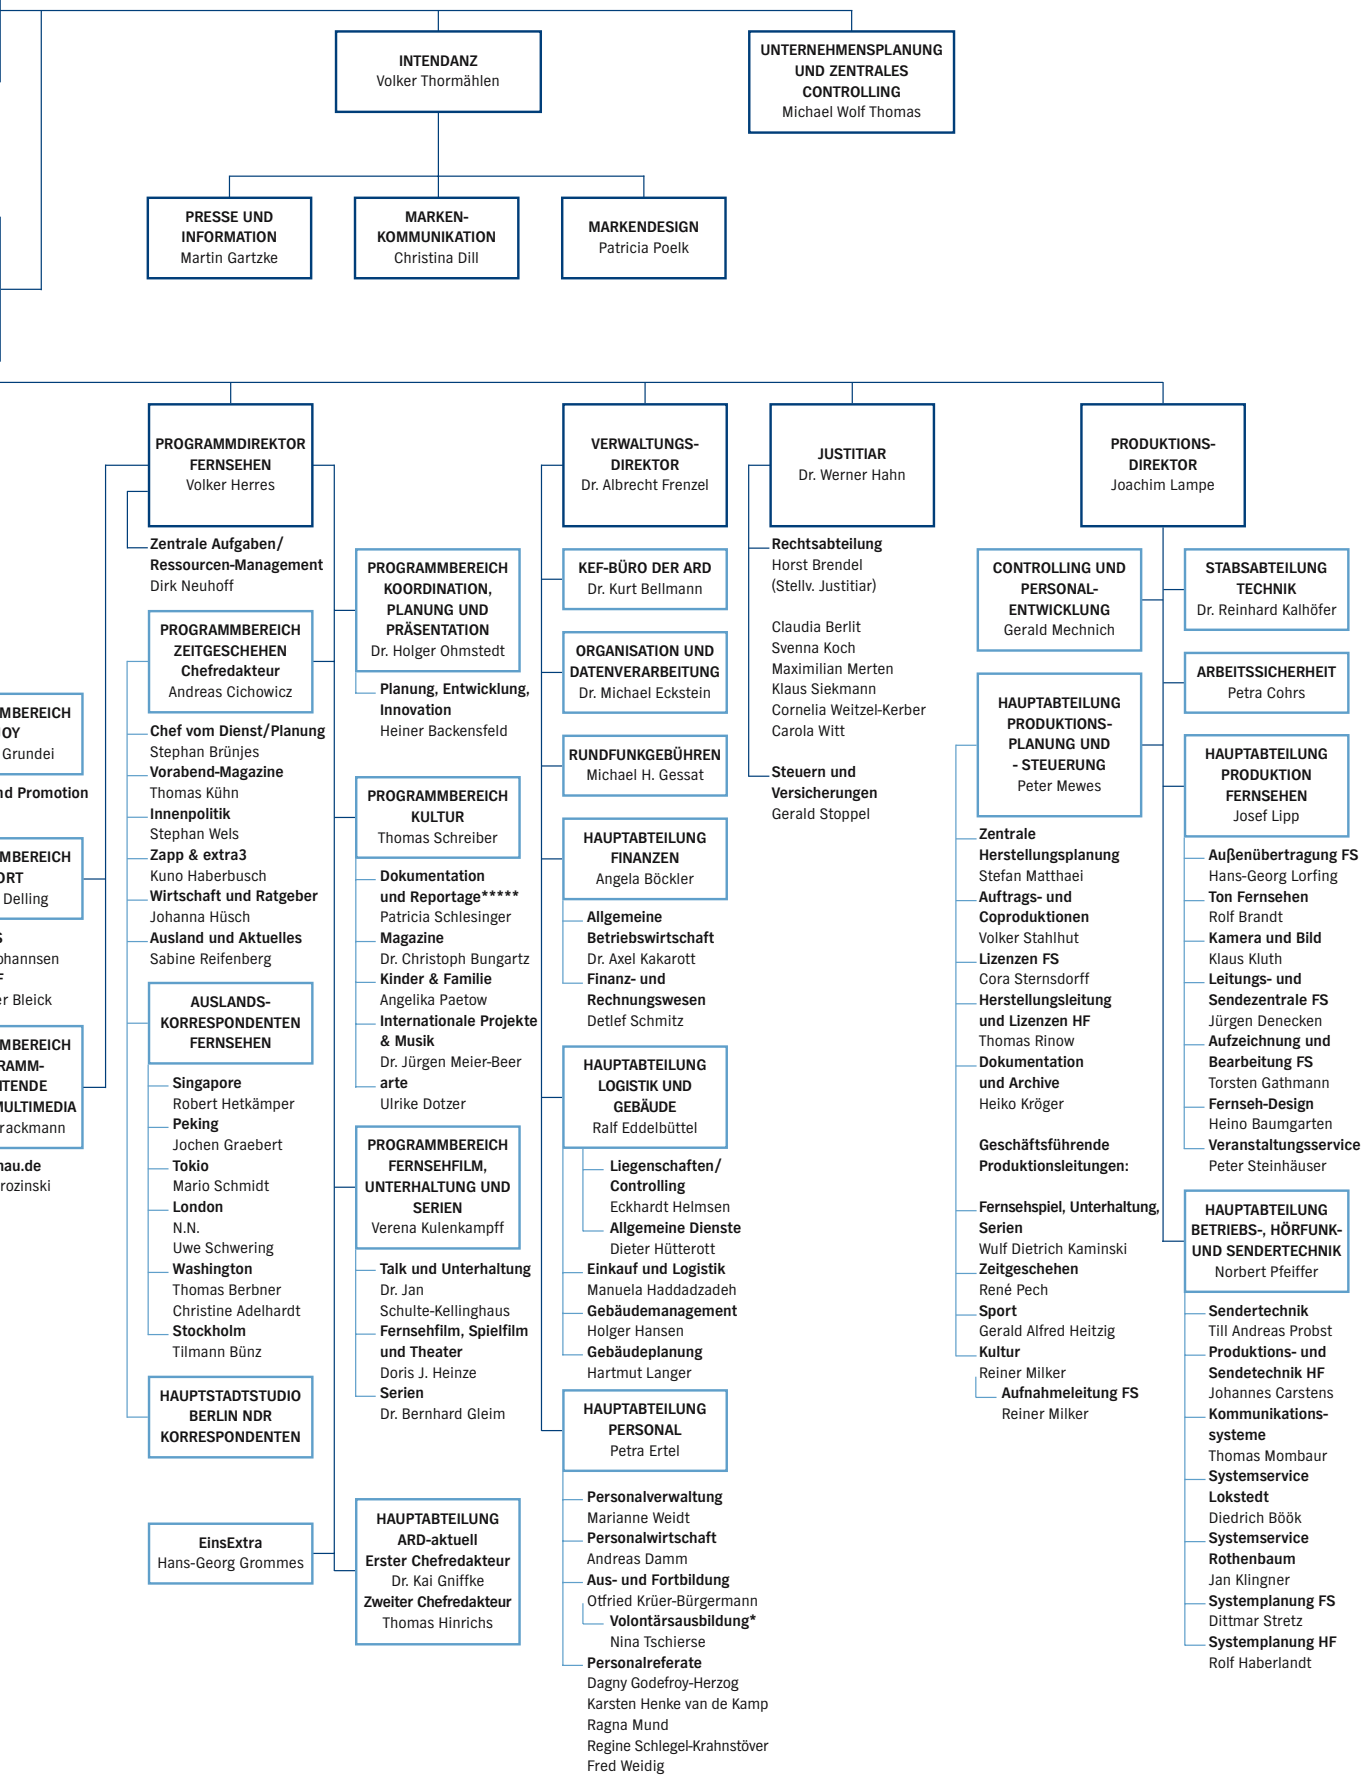 INTENDANZ
Volker Thormählen
UNTERNEHMENSPLANUNG
UND ZENTRALES
CONTROLLING
Michael Wolf Thomas
PRESSE UND
INFORMATION
Martin Gartzke
MARKEN-
KOMMUNIKATION
Christina Dill
MARKENDESIGN
Patricia Poelk
MBEREICH
JOY
Grundei
nd Promotion
MBEREICH
ORT
Delling
S
ohannsen
F
er Bleick
MBEREICH
RAMM-
ITENDE
MULTIMEDIA
rackmann
nau.de
rozinski
PROGRAMMDIREKTOR
FERNSEHEN
Volker Herres
Zentrale Aufgaben/
Ressourcen-Management
Dirk Neuhoff
PROGRAMMBEREICH
ZEITGESCHEHEN
Chefredakteur
Andreas Cichowicz
Chef vom Dienst/Planung
Stephan Brünjes
Vorabend-Magazine
Thomas Kühn
Innenpolitik
Stephan Wels
Zapp & extra3
Kuno Haberbusch
Wirtschaft und Ratgeber
Johanna Hüsch
Ausland und Aktuelles
Sabine Reifenberg
AUSLANDS-
KORRESPONDENTEN
FERNSEHEN
Singapore
Robert Hetkämper
Peking
Jochen Graebert
Tokio
Mario Schmidt
London
N.N.
Uwe Schwering
Washington
Thomas Berbner
Christine Adelhardt
Stockholm
Tilmann Bünz
HAUPTSTADTSTUDIO
BERLIN NDR
KORRESPONDENTEN
EinsExtra
Hans-Georg Grommes
PROGRAMMBEREICH
KOORDINATION,
PLANUNG UND
PRÄSENTATION
Dr. Holger Ohmstedt
Planung, Entwicklung,
Innovation
Heiner Backensfeld
PROGRAMMBEREICH
KULTUR
Thomas Schreiber
Dokumentation
und Reportage*****
Patricia Schlesinger
Magazine
Dr. Christoph Bungartz
Kinder & Familie
Angelika Paetow
Internationale Projekte
& Musik
Dr. Jürgen Meier-Beer
arte
Ulrike Dotzer
PROGRAMMBEREICH
FERNSEHFILM,
UNTERHALTUNG UND
SERIEN
Verena Kulenkampff
Talk und Unterhaltung
Dr. Jan
Schulte-Kellinghaus
Fernsehfilm, Spielfilm
und Theater
Doris J. Heinze
Serien
Dr. Bernhard Gleim
HAUPTABTEILUNG
ARD-aktuell
Erster Chefredakteur
Dr. Kai Gniffke
Zweiter Chefredakteur
Thomas Hinrichs
VERWALTUNGS-
DIREKTOR
Dr. Albrecht Frenzel
KEF-BÜRO DER ARD
Dr. Kurt Bellmann
ORGANISATION UND
DATENVERARBEITUNG
Dr. Michael Eckstein
RUNDFUNKGEBÜHREN
Michael H. Gessat
HAUPTABTEILUNG
FINANZEN
Angela Böckler
Allgemeine
Betriebswirtschaft
Dr. Axel Kakarott
Finanz- und
Rechnungswesen
Detlef Schmitz
HAUPTABTEILUNG
LOGISTIK UND
GEBÄUDE
Ralf Eddelbüttel
Liegenschaften/
Controlling
Eckhardt Helmsen
Allgemeine Dienste
Dieter Hütterott
Einkauf und Logistik
Manuela Haddadzadeh
Gebäudemanagement
Holger Hansen
Gebäudeplanung
Hartmut Langer
HAUPTABTEILUNG
PERSONAL
Petra Ertel
Personalverwaltung
Marianne Weidt
Personalwirtschaft
Andreas Damm
Aus- und Fortbildung
Otfried Krüer-Bürgermann
Volontärsausbildung*
Nina Tschierse
Personalreferate
Dagny Godefroy-Herzog
Karsten Henke van de Kamp
Ragna Mund
Regine Schlegel-Krahnstöver
Fred Weidig
JUSTITIAR
Dr. Werner Hahn
Rechtsabteilung
Horst Brendel
(Stellv. Justitiar)
Claudia Berlit
Svenna Koch
Maximilian Merten
Klaus Siekmann
Cornelia Weitzel-Kerber
Carola Witt
Steuern und
Versicherungen
Gerald Stoppel
PRODUKTIONS-
DIREKTOR
Joachim Lampe
CONTROLLING UND
PERSONAL-
ENTWICKLUNG
Gerald Mechnich
HAUPTABTEILUNG
PRODUKTIONS-
PLANUNG UND
- STEUERUNG
Peter Mewes
Zentrale
Herstellungsplanung
Stefan Matthaei
Auftrags- und
Coproduktionen
Volker Stahlhut
Lizenzen FS
Cora Sternsdorff
Herstellungsleitung
und Lizenzen HF
Thomas Rinow
Dokumentation
und Archive
Heiko Kröger
Geschäftsführende
Produktionsleitungen:
Fernsehspiel, Unterhaltung,
Serien
Wulf Dietrich Kaminski
Zeitgeschehen
René Pech
Sport
Gerald Alfred Heitzig
Kultur
Reiner Milker
Aufnahmeleitung FS
Reiner Milker
STABSABTEILUNG
TECHNIK
Dr. Reinhard Kalhöfer
ARBEITSSICHERHEIT
Petra Cohrs
HAUPTABTEILUNG
PRODUKTION
FERNSEHEN
Josef Lipp
Außenübertragung FS
Hans-Georg Lorfing
Ton Fernsehen
Rolf Brandt
Kamera und Bild
Klaus Kluth
Leitungs- und
Sendezentrale FS
Jürgen Denecken
Aufzeichnung und
Bearbeitung FS
Torsten Gathmann
Fernseh-Design
Heino Baumgarten
Veranstaltungsservice
Peter Steinhäuser
HAUPTABTEILUNG
BETRIEBS-, HÖRFUNK-
UND SENDERTECHNIK
Norbert Pfeiffer
Sendertechnik
Till Andreas Probst
Produktions- und
Sendetechnik HF
Johannes Carstens
Kommunikations-
systeme
Thomas Mombaur
Systemservice
Lokstedt
Diedrich Böök
Systemservice
Rothenbaum
Jan Klingner
Systemplanung FS
Dittmar Stretz
Systemplanung HF
Rolf Haberlandt